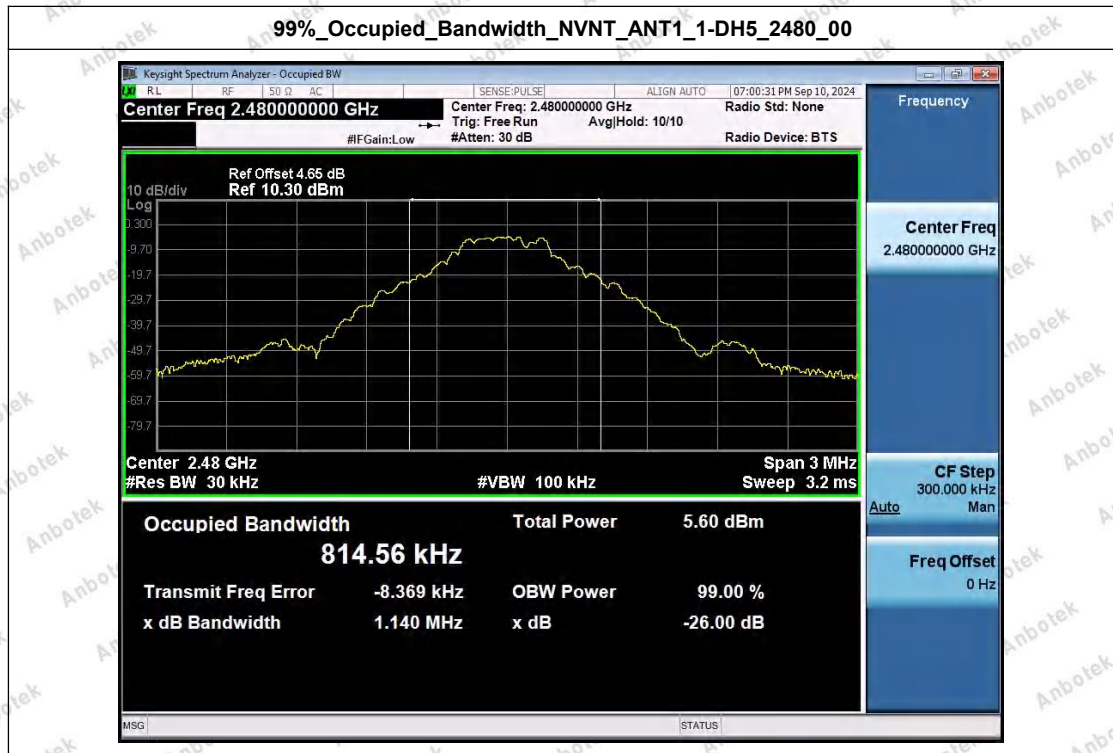 99%_Occupied_Bandwidth_NVNT_ANT1_1-DH5_2480_00
Keysight Spectrum Analyzer - Occupied BW
LXI RL RF 50 Ω AC SENSE:PULSE ALIGN AUTO 07:00:31 PM Sep 10, 2024
Center Freq 2.480000000 GHz
#IFGain:Low
Center Freq: 2.480000000 GHz
Trig: Free Run Avg|Hold: 10/10
#Atten: 30 dB
Radio Std: None
Radio Device: BTS
Ref Offset 4.65 dB
10 dB/div Ref 10.30 dBm
Log
0.300
-9.70
-19.7
-29.7
-39.7
-49.7
-59.7
-69.7
-79.7
Center 2.48 GHz Span 3 MHz
#Res BW 30 kHz #VBW 100 kHz Sweep 3.2 ms
Occupied Bandwidth Total Power 5.60 dBm
814.56 kHz
Transmit Freq Error -8.369 kHz OBW Power 99.00 %
x dB Bandwidth 1.140 MHz x dB -26.00 dB
MSG STATUS
Frequency
Center Freq
2.480000000 GHz
CF Step
300.000 kHz
Auto Man
Freq Offset
0 Hz
Anbotek